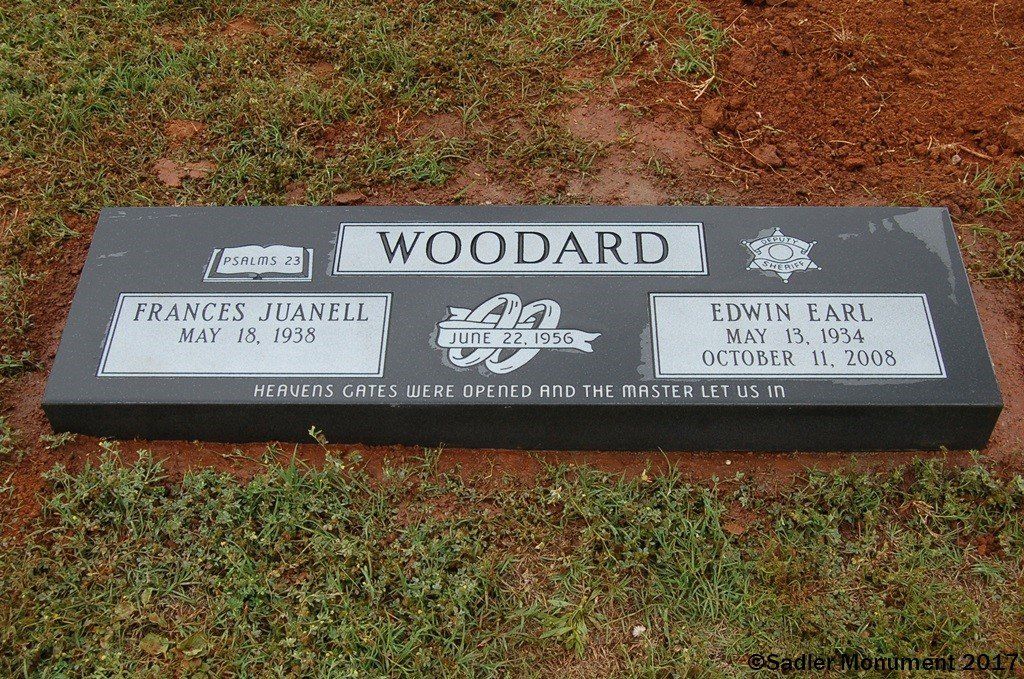 WOODARD
PSALMS 23
DEPUTY
SHERIFF
FRANCES JUANELL
MAY 18, 1938
JUNE 22, 1956
EDWIN EARL
MAY 13, 1934
OCTOBER 11, 2008
HEAVENS GATES WERE OPENED AND THE MASTER LET US IN
©Sadler Monument 2017